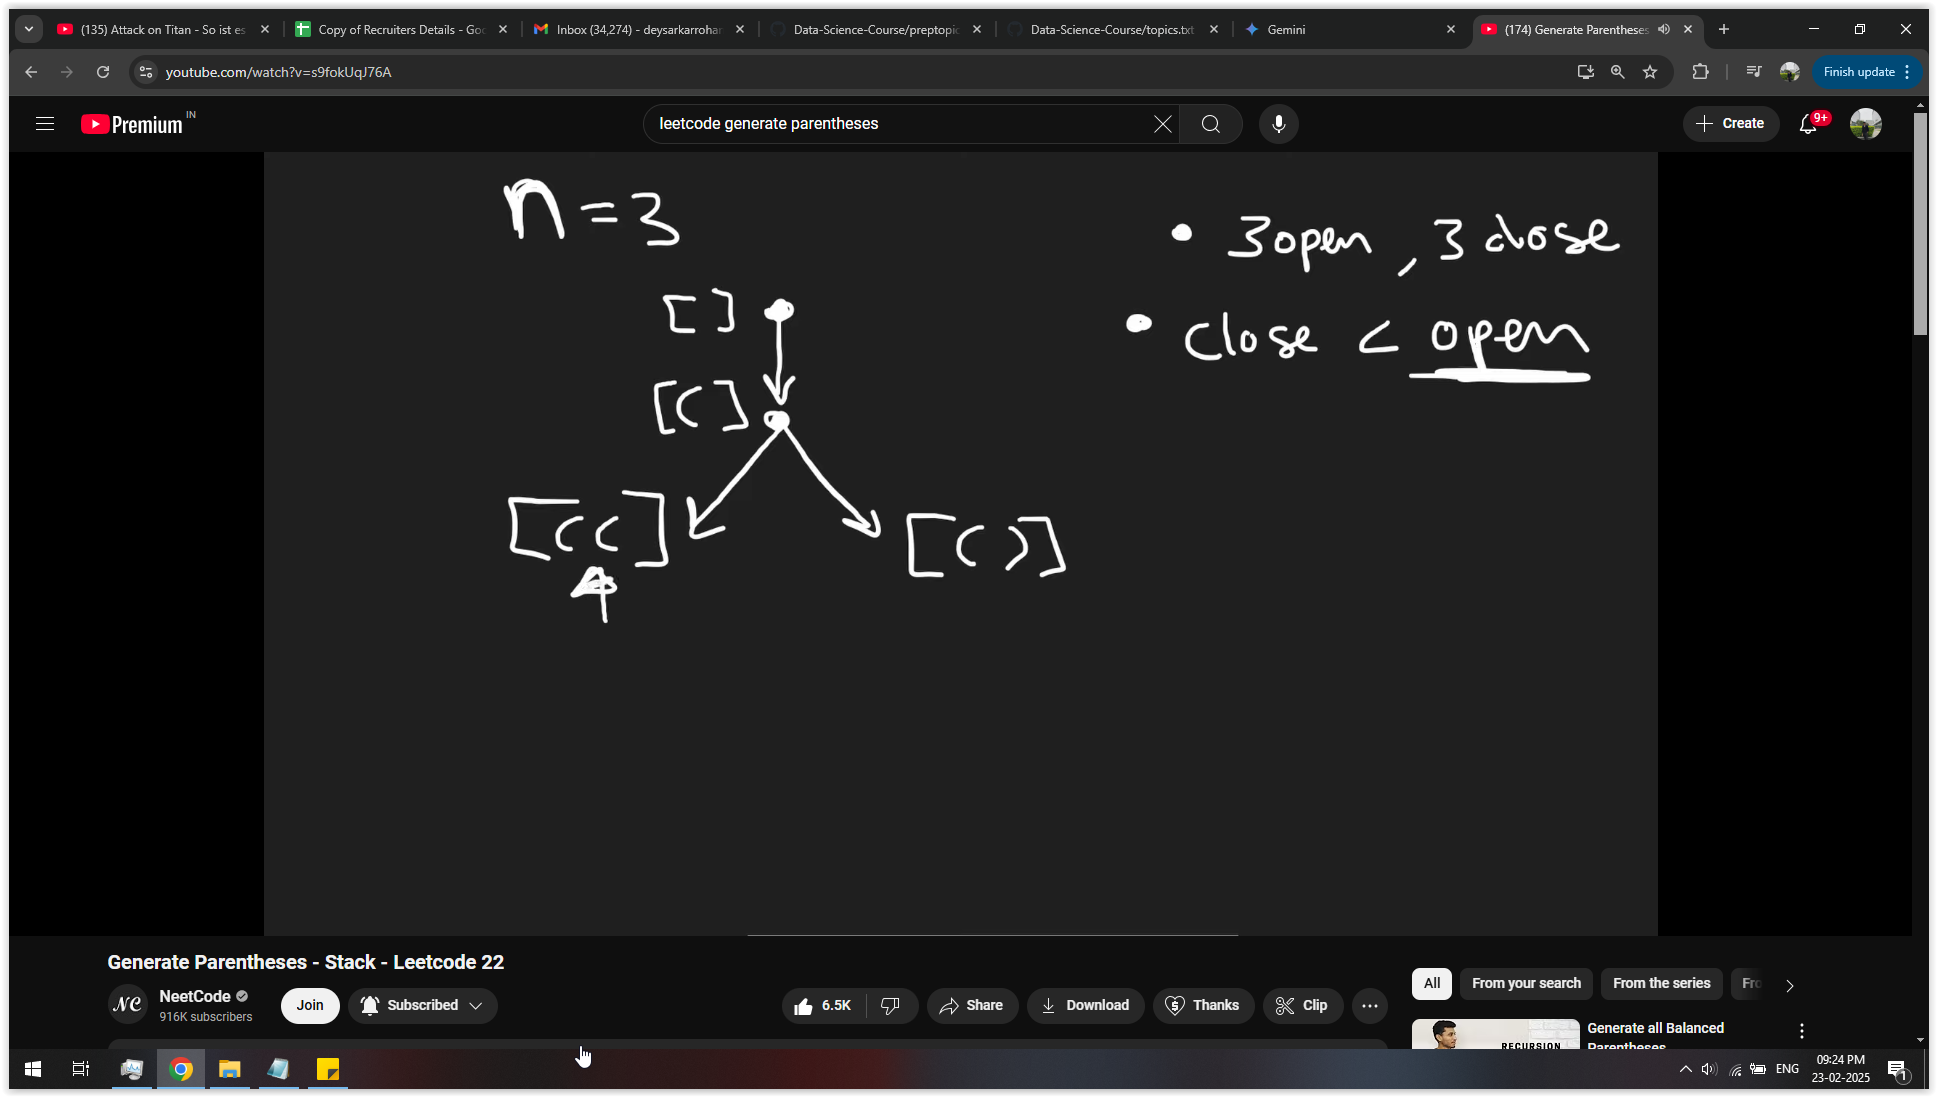 (135) Attack on Titan - So ist es
Copy of Recruiters Details - Goo
Inbox (34,274) - deysarkarrohan
Data-Science-Course/preptopic
Data-Science-Course/topics.txt
Gemini
(174) Generate Parentheses
youtube.com/watch?v=s9fokUqJ76A
Finish update
Premium IN
leetcode generate parentheses
Create
9+
n = 3
• 3 open , 3 close
[ ]
• close < open
[ ( ]
[ ( ( ]
[ ( ) ]
Generate Parentheses - Stack - Leetcode 22
NC
NeetCode
916K subscribers
Join
Subscribed
6.5K
Share
Download
Thanks
Clip
All
From your search
From the series
Fro
RECURSION
Generate all Balanced
Parentheses
ENG
09:24 PM
23-02-2025
1